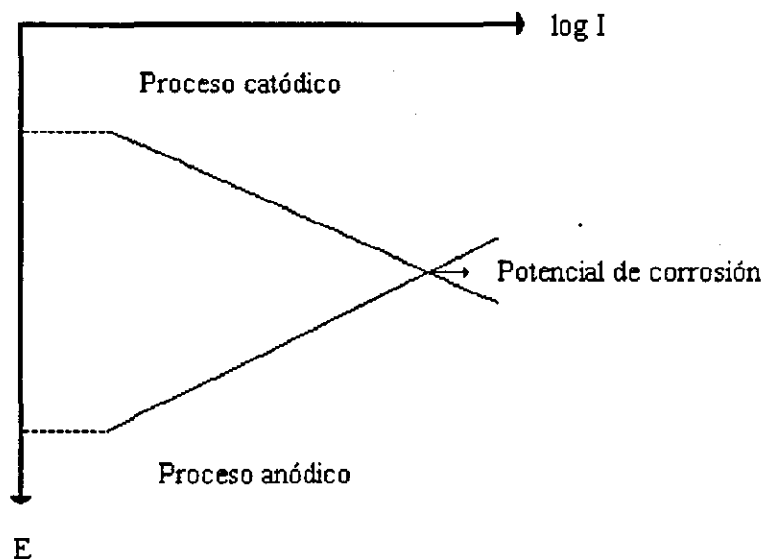 log I
Proceso catódico
Potencial de corrosión
Proceso anódico
E